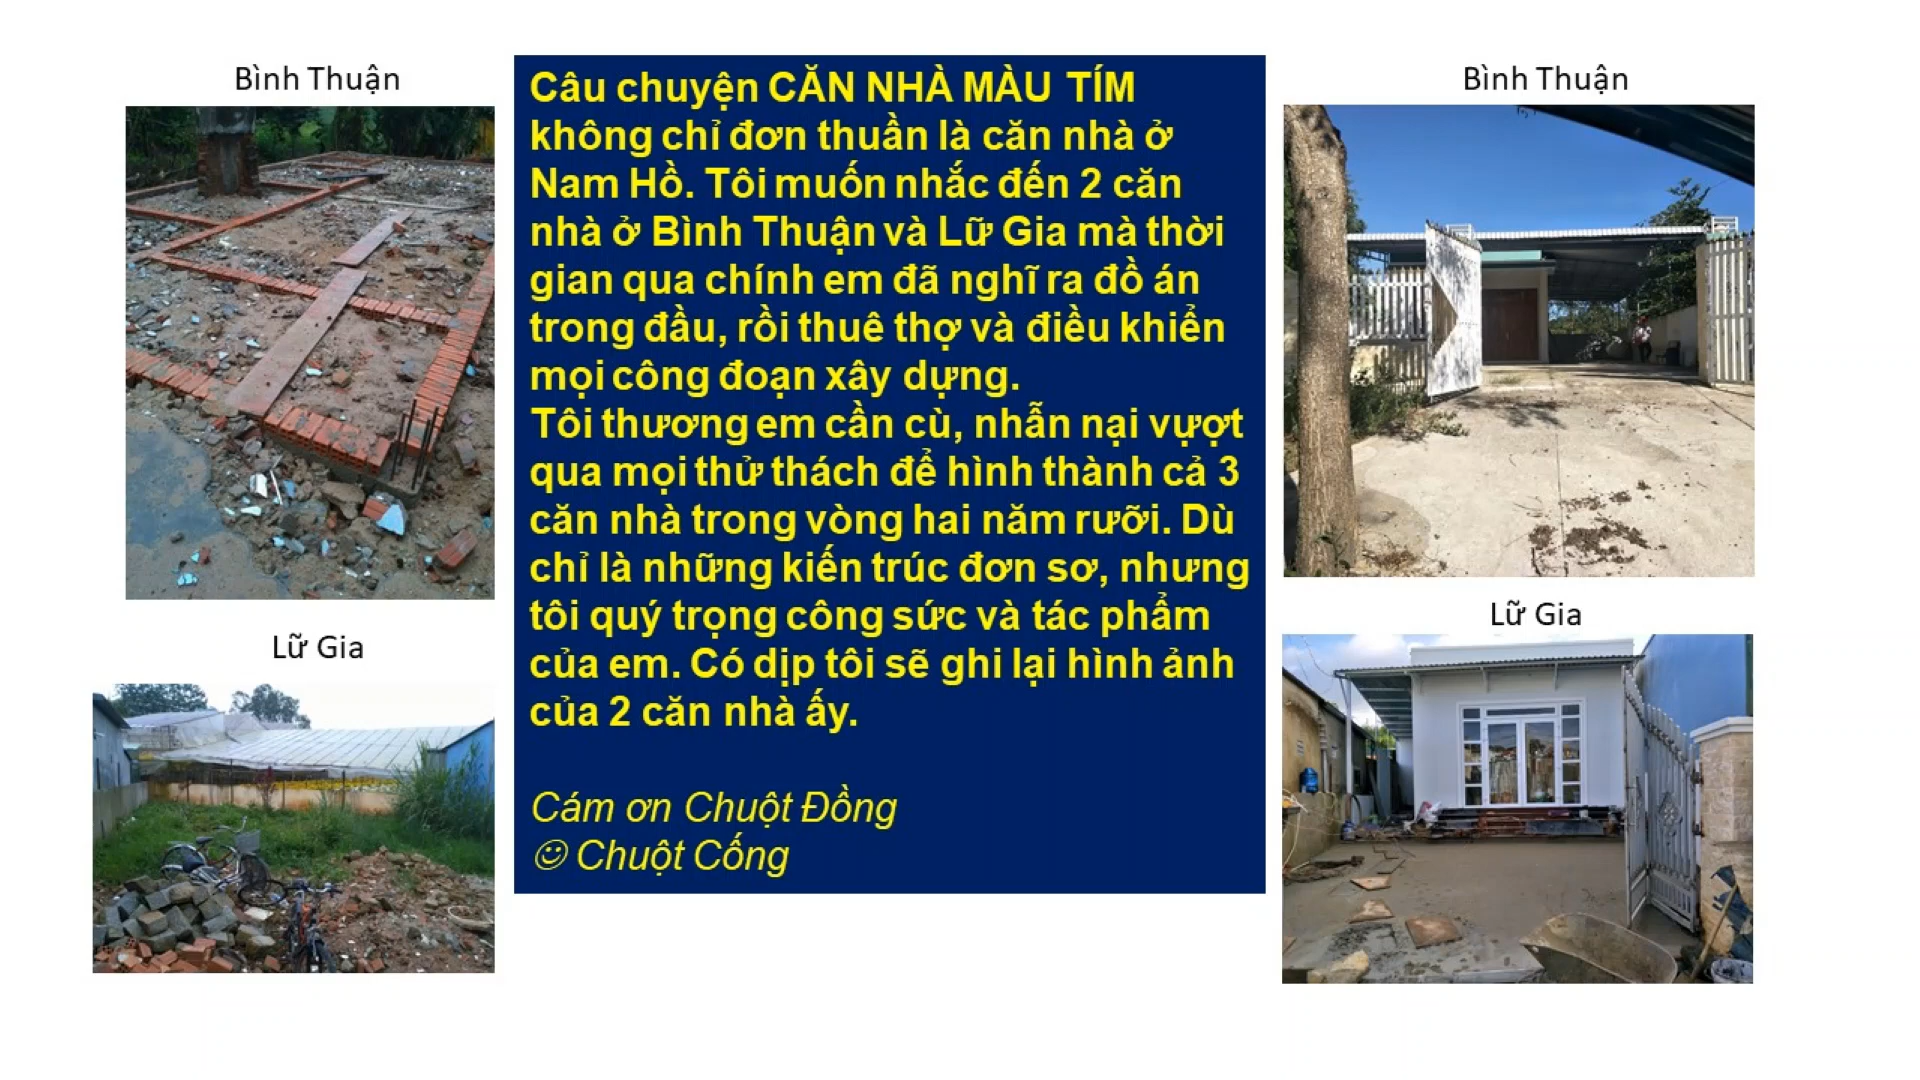 Bình Thuận
Lữ Gia
Câu chuyện CĂN NHÀ MÀU TÍM
không chỉ đơn thuần là căn nhà ở
Nam Hồ. Tôi muốn nhắc đến 2 căn
nhà ở Bình Thuận và Lữ Gia mà thời
gian qua chính em đã nghĩ ra đồ án
trong đầu, rồi thuê thợ và điều khiển
mọi công đoạn xây dựng.
Tôi thương em cần cù, nhẫn nại vượt
qua mọi thử thách để hình thành cả 3
căn nhà trong vòng hai năm rưỡi. Dù
chỉ là những kiến trúc đơn sơ, nhưng
tôi quý trọng công sức và tác phẩm
của em. Có dịp tôi sẽ ghi lại hình ảnh
của 2 căn nhà ấy.
Cám ơn Chuột Đồng
☺ Chuột Cống
Bình Thuận
Lữ Gia